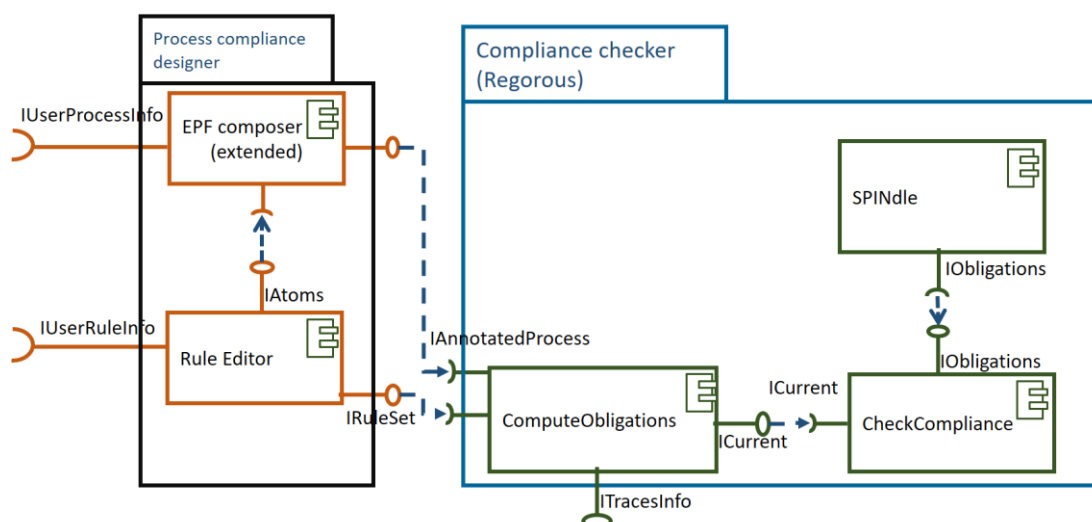 Process compliance
designer
Compliance checker
(Regorous)
IUserProcessInfo
EPF composer
(extended)
SPINdle
IObligations
IAtoms
IUserRuleInfo
Rule Editor
IAnnotatedProcess
IObligations
IRuleSet
ComputeObligations
ICurrent
ICurrent
CheckCompliance
ITracesInfo